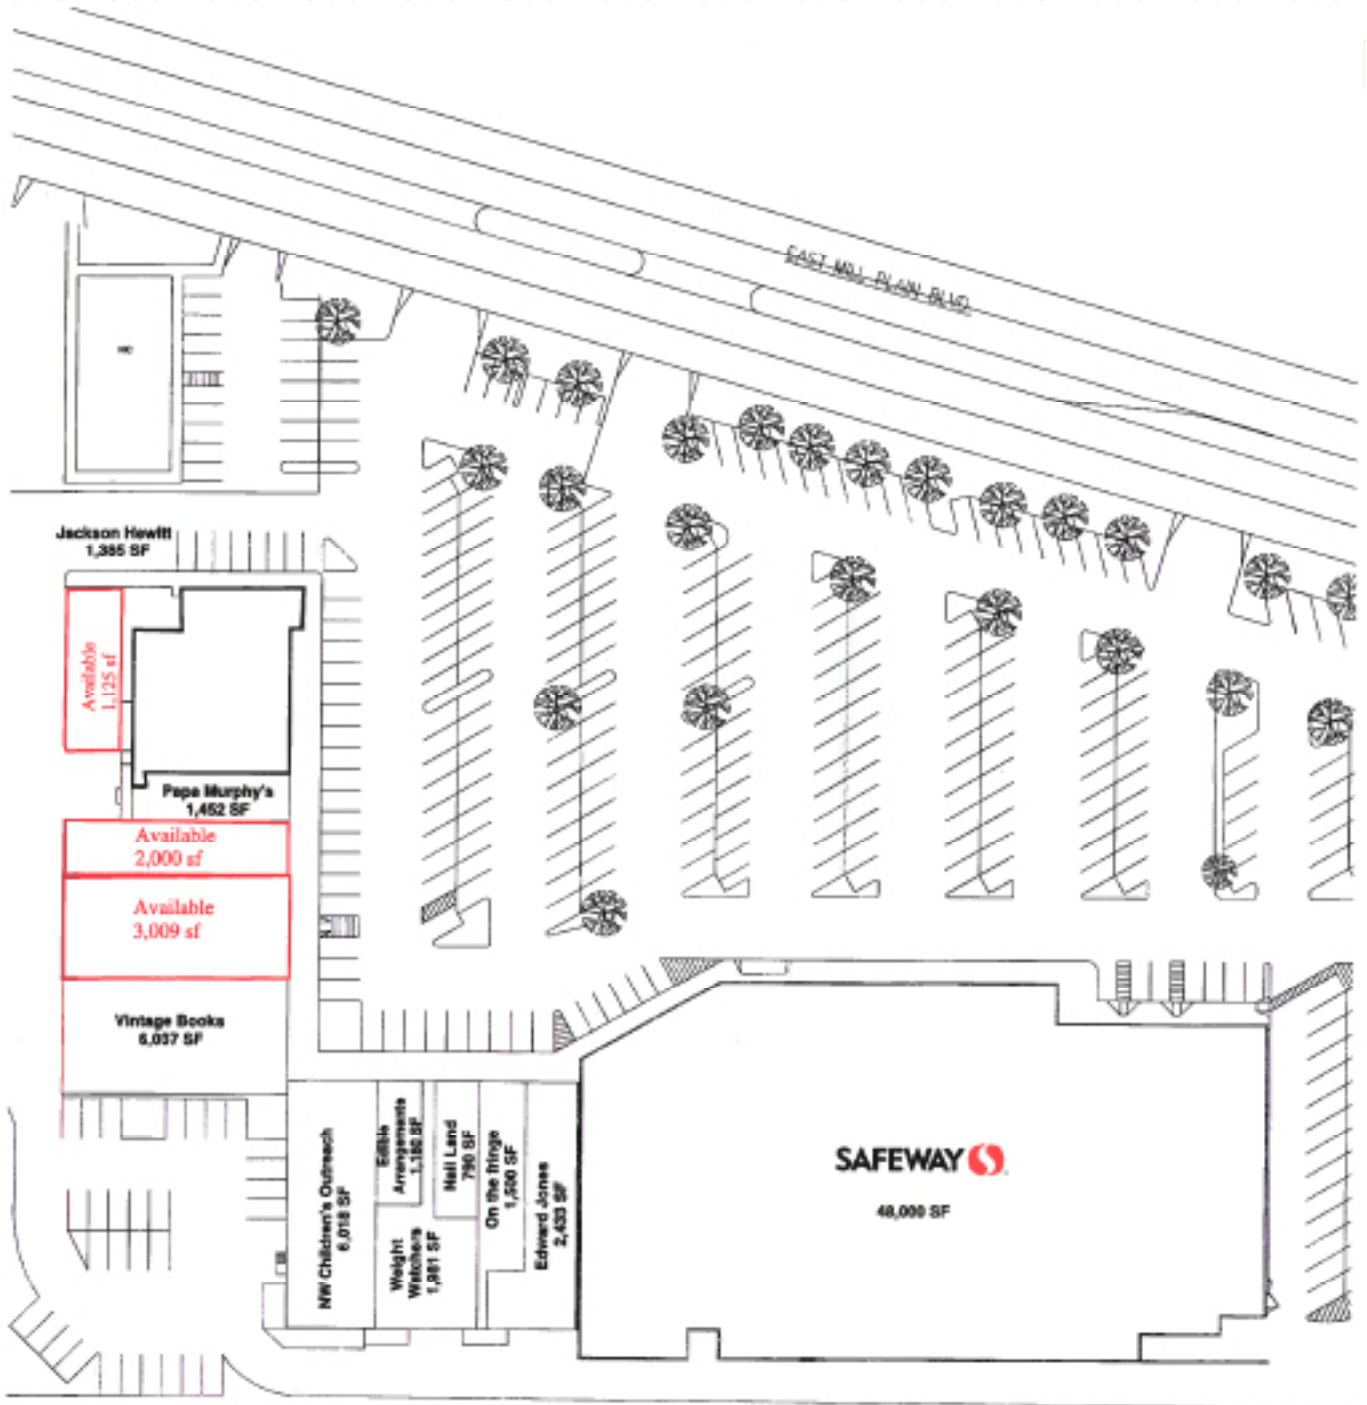 EAST MILL PLAIN BLVD
Jackson Hewitt
1,385 SF
Available
1,125 sf
Papa Murphy's
1,452 SF
Available
2,000 sf
Available
3,009 sf
Vintage Books
6,037 SF
NW Children's Outreach
6,018 SF
Edible
Arrangements
1,180 SF
Nail Land
790 SF
Weight
Watchers
1,981 SF
On the fringe
1,500 SF
Edward Jones
2,433 SF
SAFEWAY
48,000 SF